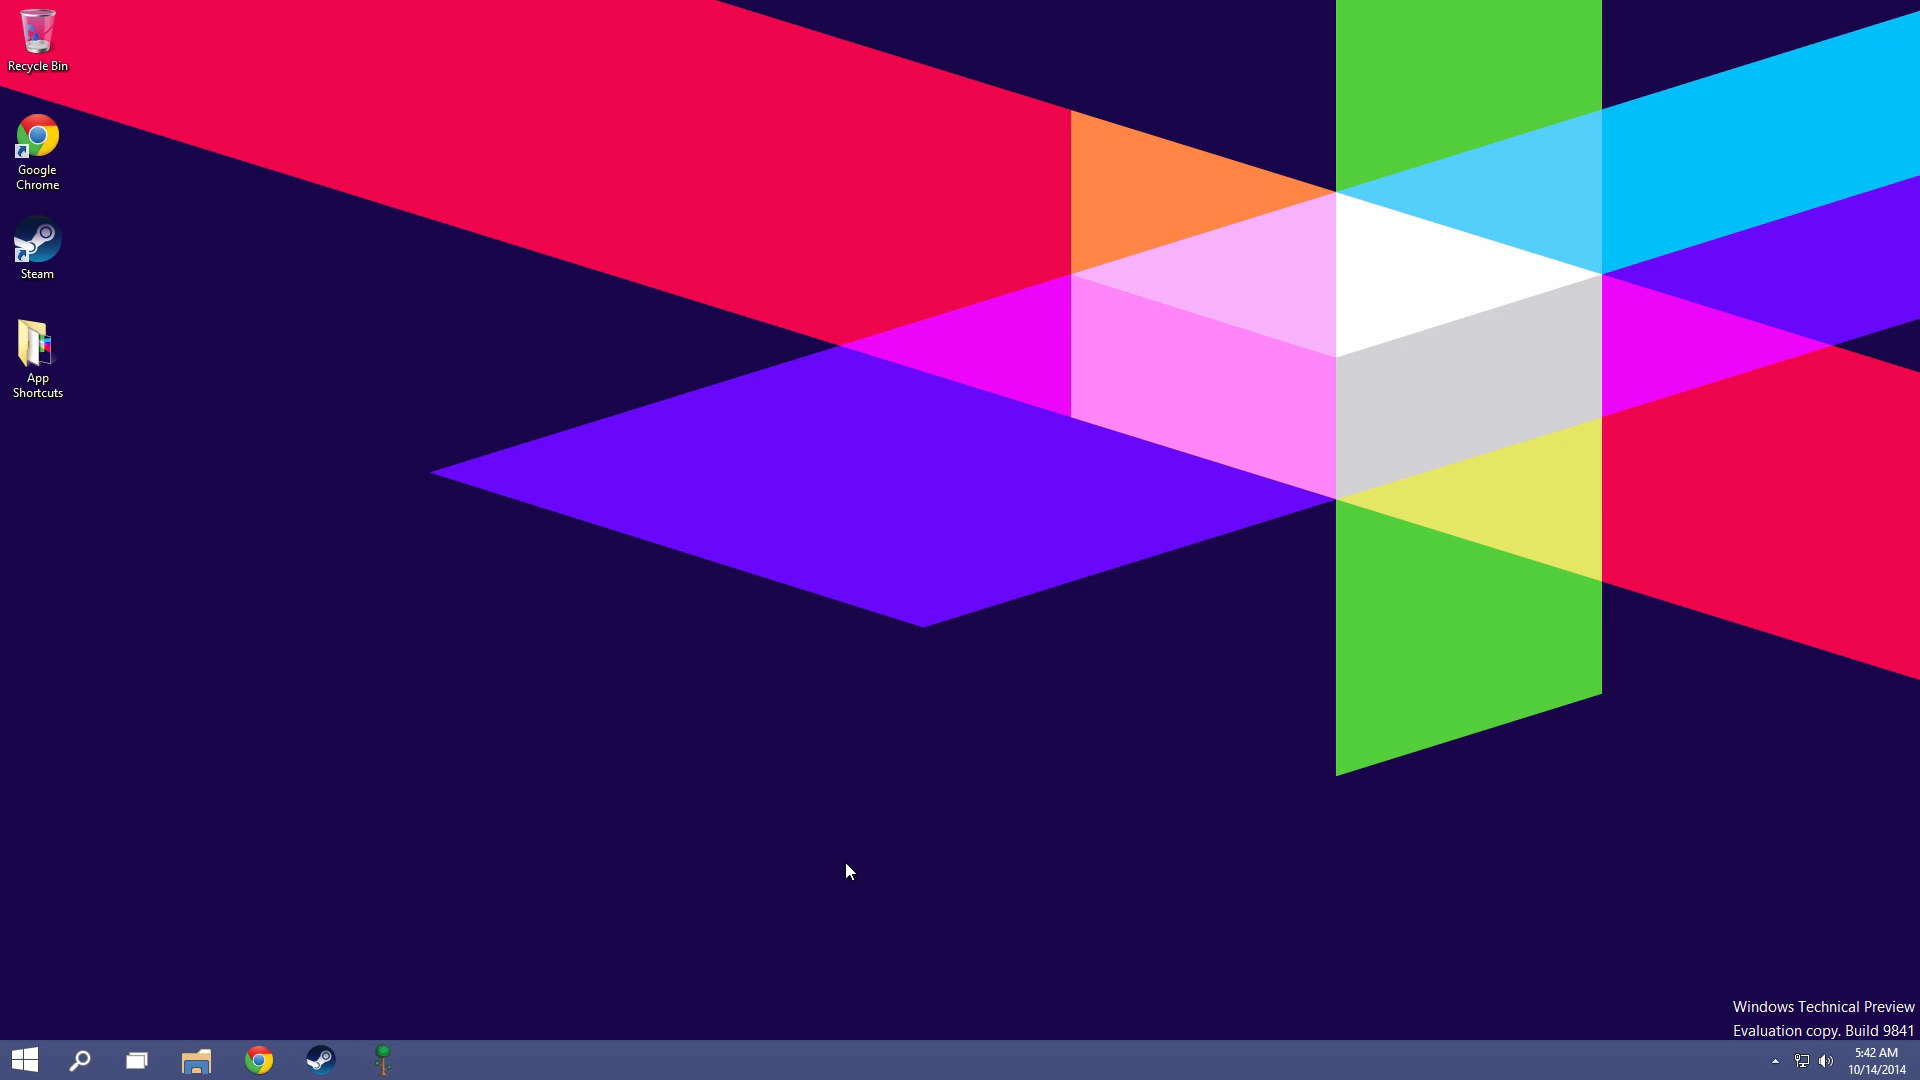 Recycle Bin
Google
Chrome
Steam
App
Shortcuts
Windows Technical Preview
Evaluation copy. Build 9841
5:42 AM
10/14/2014